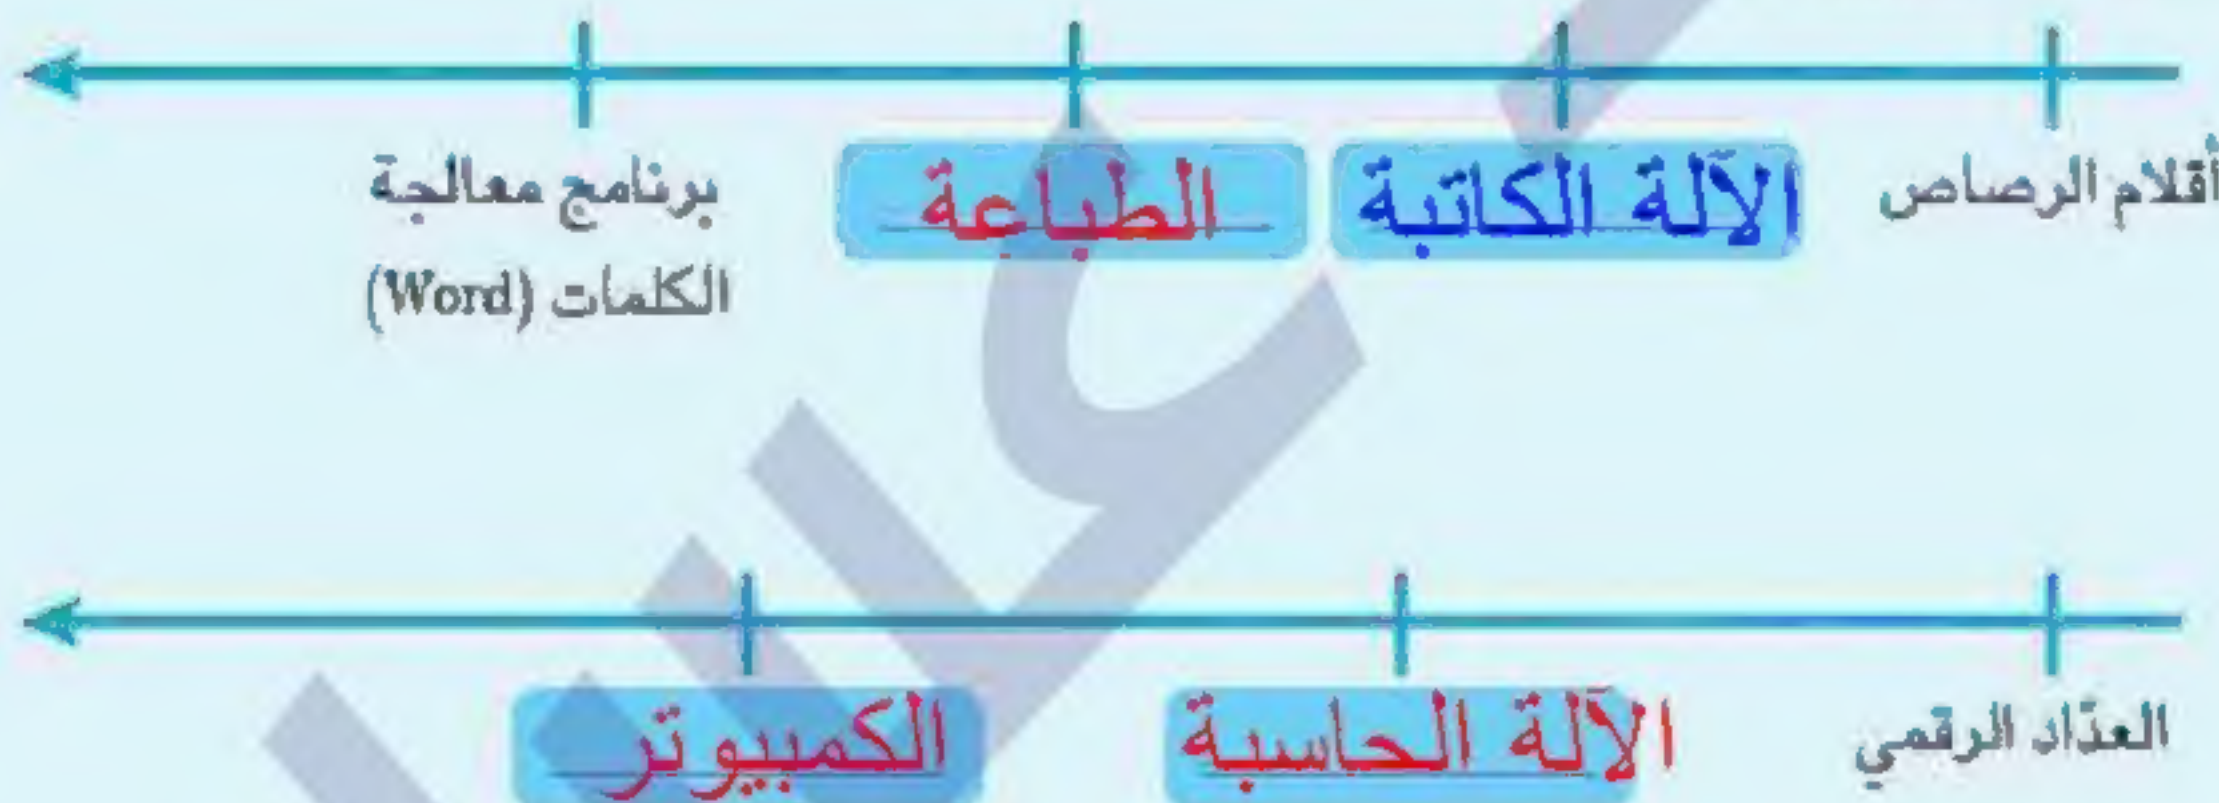 أقلام الرصاص
الآلة الكاتبة
الطباعة
برنامج معالجة
الكلمات (Word)
العدّاد الرقمي
الآلة الحاسبة
الكمبيوتر